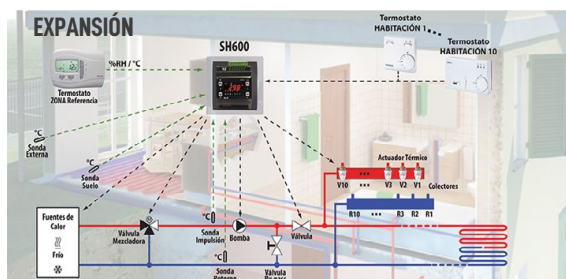 EXPANSIÓN
SH600
Termostato
HABITACIÓN 1
Termostato
HABITACIÓN 10
%RH / °C
Termostato
ZONA Referencia
°C
Sonda
Externa
°C
Sonda
Suelo
Actuador Térmico
V10 ... V3 V2 V1
Colectores
R10 ... R3 R2 R1
Fuentes de
Calor
Frío
M
Válvula
Mezcladora
°C
Sonda
Impulsión
Bomba
Válvula
°C
Sonda
Retorno
Válvula